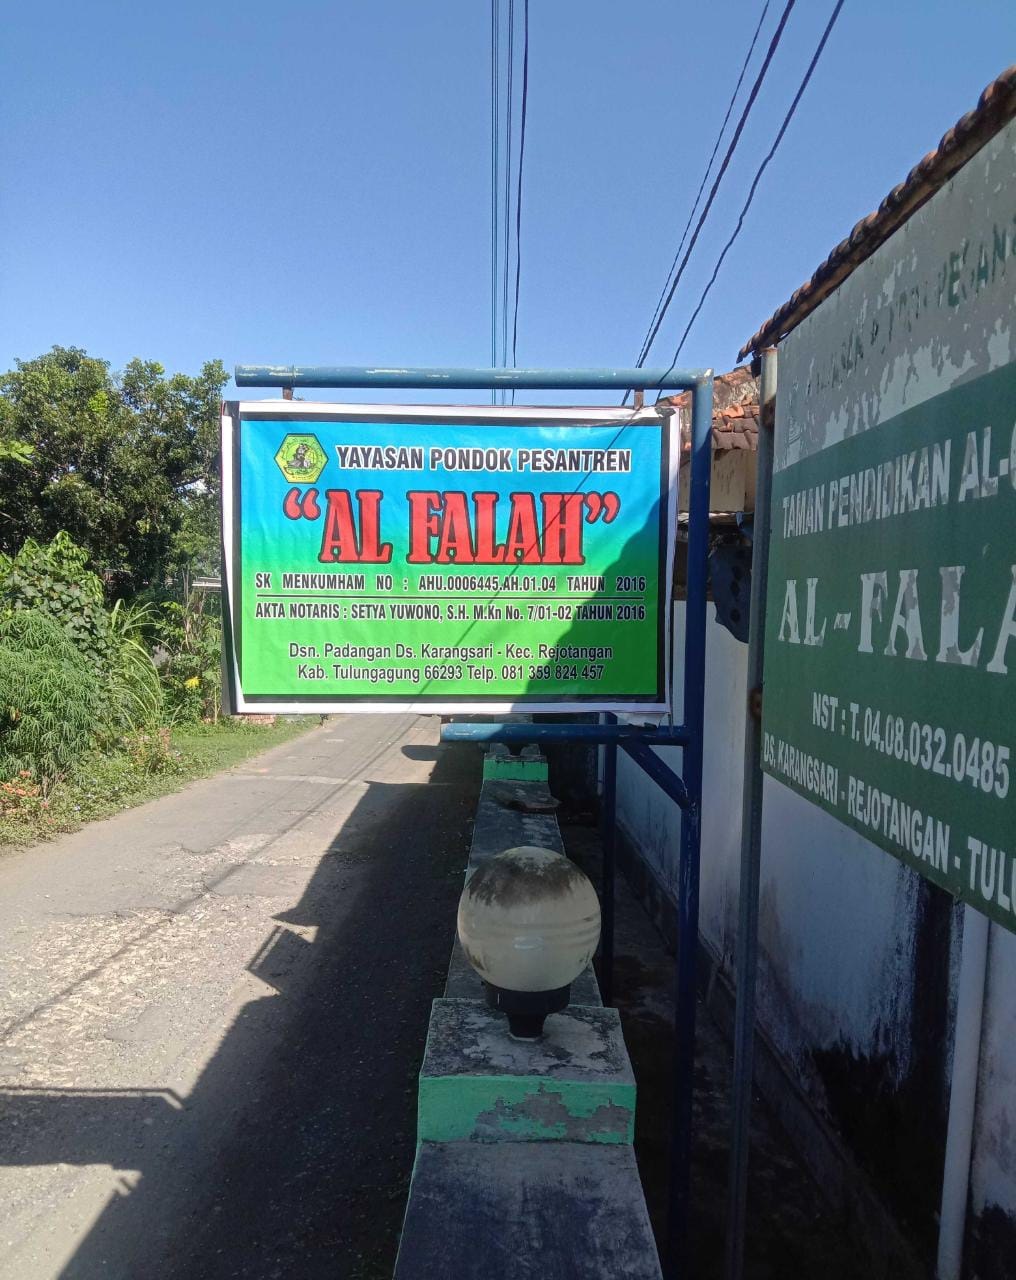 YAYASAN PONDOK PESANTREN
“AL FALAH”
SK MENKUMHAM NO : AHU.0006445.AH.01.04 TAHUN 2016
AKTA NOTARIS : SETYA YUWONO, S.H. M.Kn No. 7/01-02 TAHUN 2016
Dsn. Padangan Ds. Karangsari - Kec. Rejotangan
Kab. Tulungagung 66293 Telp. 081 359 824 457
TAMAN PENDIDIKAN AL-
AL-FALA
NST : T. 04.08.032.0485
DS. KARANGSARI - REJOTANGAN - TULU